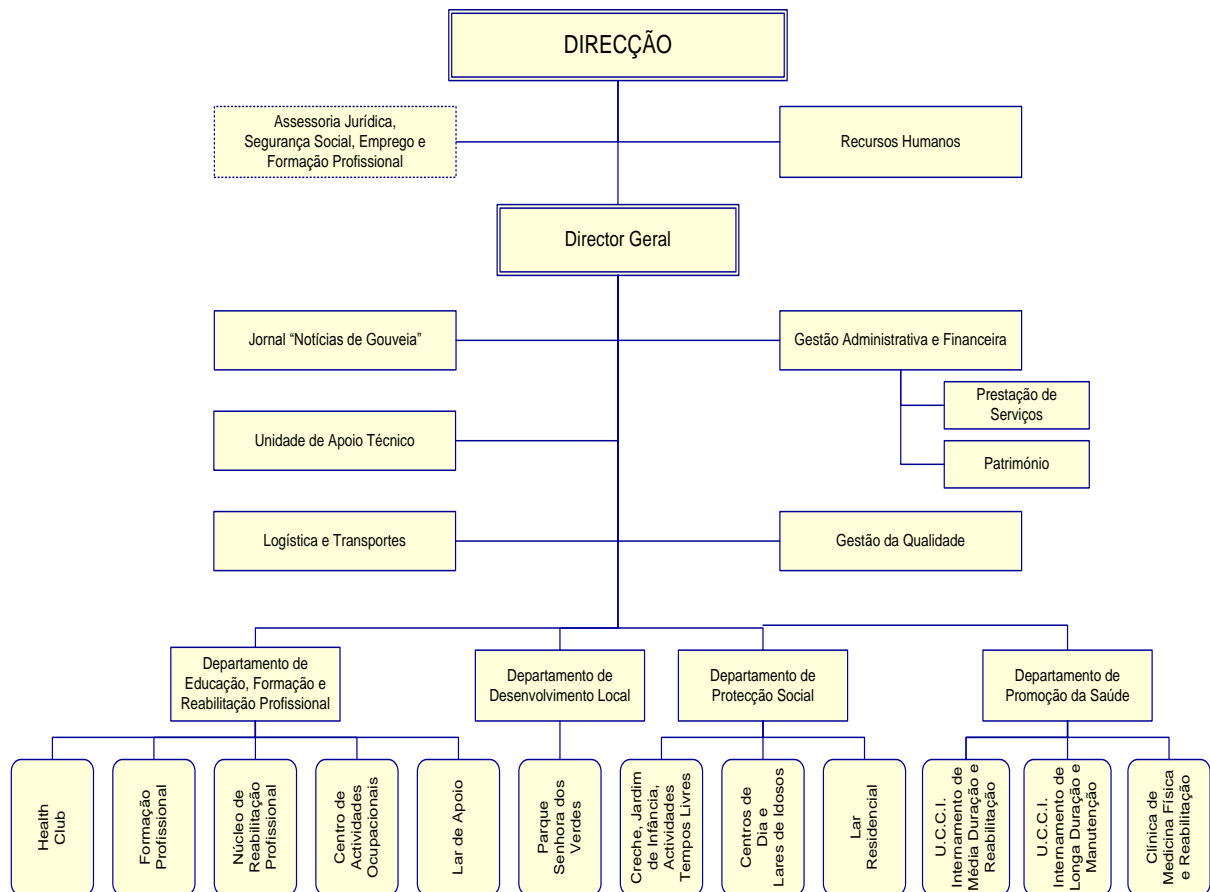 DIRECÇÃO
Assessoria Jurídica,
Segurança Social, Emprego e
Formação Profissional
Recursos Humanos
Director Geral
Jornal “Notícias de Gouveia”
Gestão Administrativa e Financeira
Prestação de
Serviços
Unidade de Apoio Técnico
Património
Logística e Transportes
Gestão da Qualidade
Departamento de
Educação, Formação e
Reabilitação Profissional
Departamento de
Desenvolvimento Local
Departamento de
Protecção Social
Departamento de
Promoção da Saúde
Health
Club
Formação
Profissional
Núcleo de
Reabilitação
Profissional
Centro de
Actividades
Ocupacionais
Lar de Apoio
Parque
Senhora dos
Verdes
Creche, Jardim
de Infância,
Actividades
Tempos Livres
Centros de
Dia e
Lares de Idosos
Lar
Residencial
U.C.C.I.
Internamento de
Média Duração e
Reabilitação
U.C.C.I.
Internamento de
Longa Duração e
Manutenção
Clínica de
Medicina Física
e Reabilitação